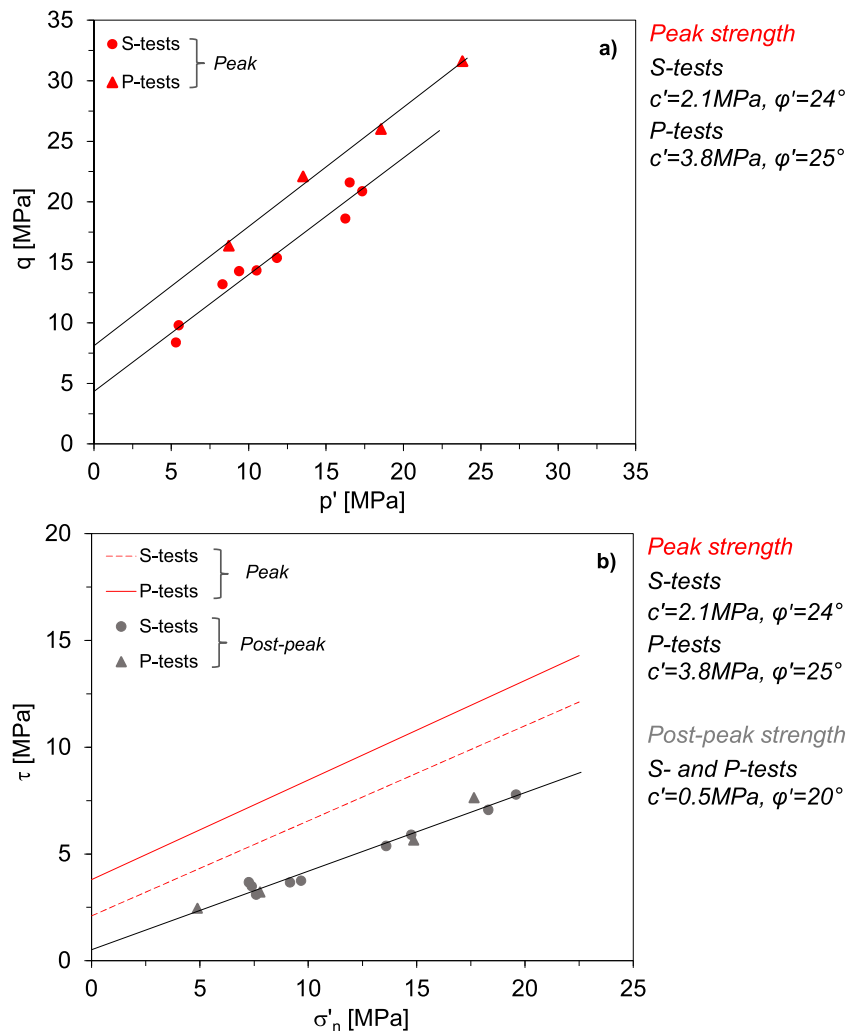 S-tests
P-tests
Peak
a)
35
30
25
20
15
10
5
0
q [MPa]
0 5 10 15 20 25 30 35
p' [MPa]
Peak strength
S-tests
c'=2.1MPa, φ'=24°
P-tests
c'=3.8MPa, φ'=25°
S-tests
P-tests
Peak
S-tests
P-tests
Post-peak
b)
20
15
10
5
0
τ [MPa]
0 5 10 15 20 25
σ'n [MPa]
Peak strength
S-tests
c'=2.1MPa, φ'=24°
P-tests
c'=3.8MPa, φ'=25°
Post-peak strength
S- and P-tests
c'=0.5MPa, φ'=20°